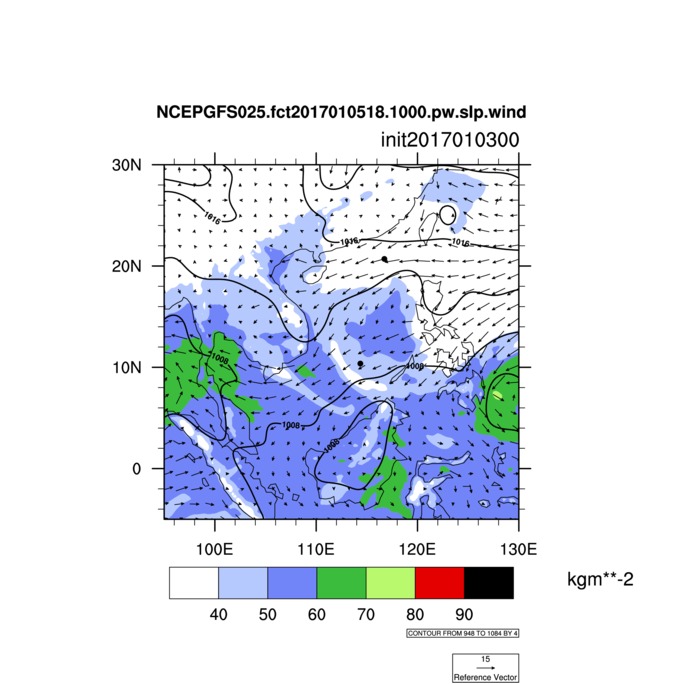 NCEPGFS025.fct2017010518.1000.pw.slp.wind
init2017010300
30N
20N
10N
0
1816
1016
1016
1008
1008
1008
1008
100E
110E
120E
130E
kgm**-2
40
50
60
70
80
90
CONTOUR FROM 948 TO 1084 BY 4
15
Reference Vector